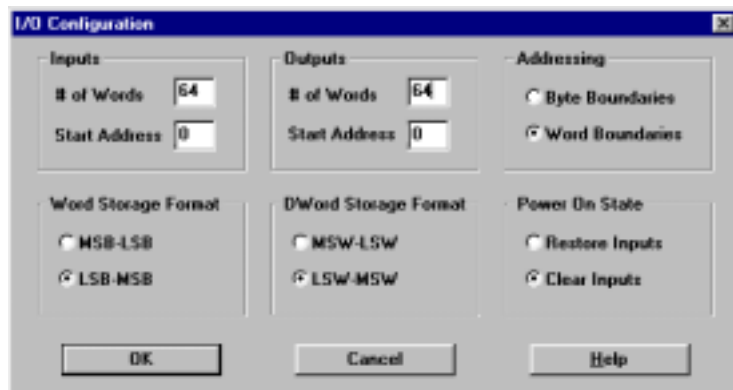 I/O Configuration
Inputs
# of Words 64
Start Address 0
Outputs
# of Words 64
Start Address 0
Addressing
Byte Boundaries
Word Boundaries
Word Storage Format
MSB-LSB
LSB-MSB
DWord Storage Format
MSW-LSW
LSW-MSW
Power On State
Restore Inputs
Clear Inputs
OK
Cancel
Help